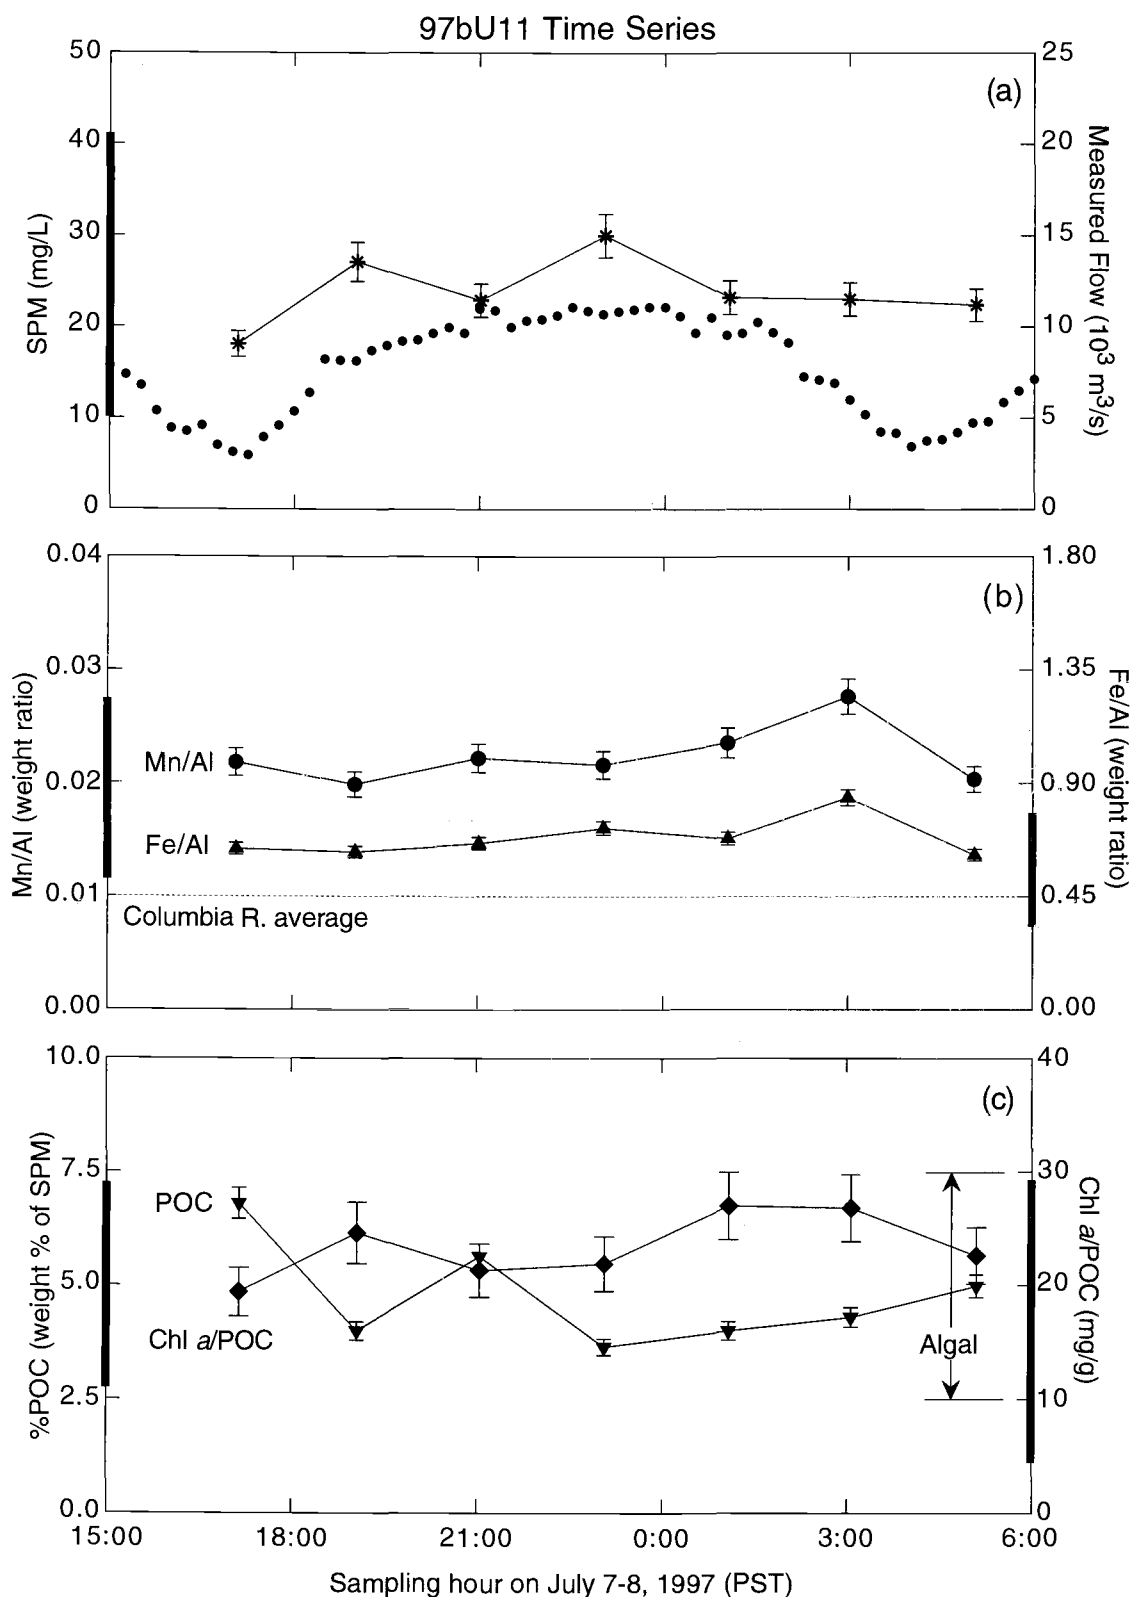 97bU11 Time Series
50
40
30
20
10
0
SPM (mg/L)
(a)
25
20
15
10
5
0
Measured Flow (10³ m³/s)
0.04
0.03
0.02
0.01
0.00
Mn/Al (weight ratio)
(b)
Mn/Al
Fe/Al
Columbia R. average
1.80
1.35
0.90
0.45
0.00
Fe/Al (weight ratio)
10.0
7.5
5.0
2.5
0.0
%POC (weight % of SPM)
(c)
POC
Chl a/POC
Algal
40
30
20
10
0
Chl a/POC (mg/g)
15:00
18:00
21:00
0:00
3:00
6:00
Sampling hour on July 7-8, 1997 (PST)